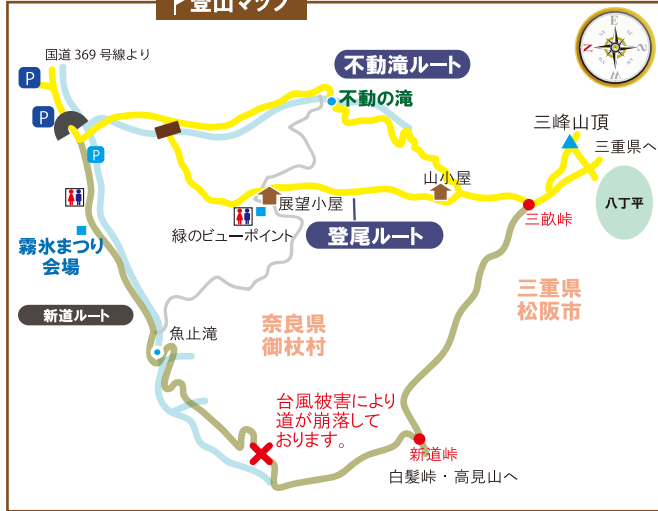 登山マップ
国道369号線より
P
P
P
不動滝ルート
不動の滝
三峰山頂
三重県へ
八丁平
山小屋
三畝峠
展望小屋
緑のビューポイント
登尾ルート
霧氷まつり
会場
新道ルート
魚止滝
奈良県
御杖村
三重県
松阪市
台風被害により
道が崩落して
おります。
新道峠
白髪峠・高見山へ
E
N
S
W